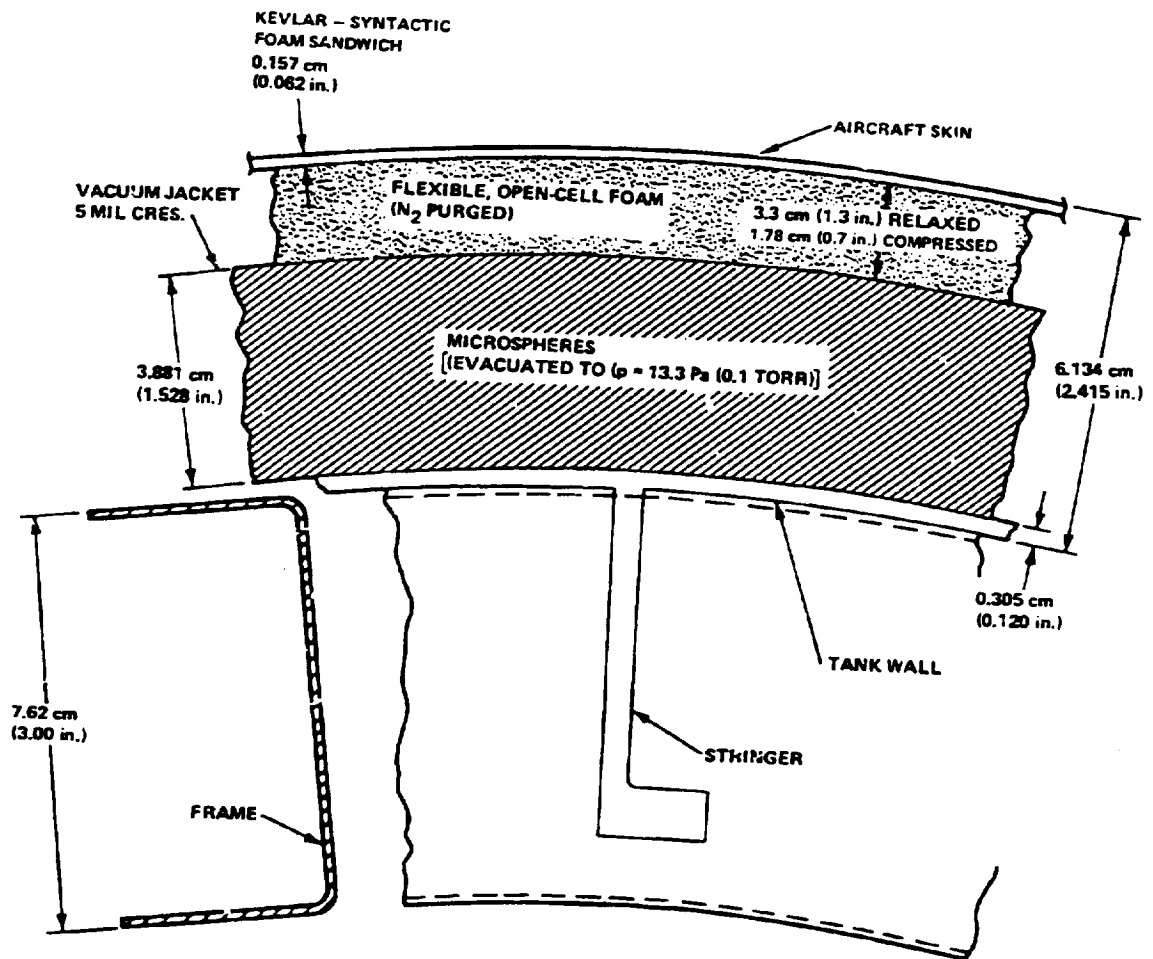 KEVLAR – SYNTACTIC
FOAM SANDWICH
0.157 cm
(0.062 in.)
AIRCRAFT SKIN
VACUUM JACKET
5 MIL CRES.
FLEXIBLE, OPEN-CELL FOAM
(N2 PURGED)
3.3 cm (1.3 in.) RELAXED
1.78 cm (0.7 in.) COMPRESSED
MICROSPHERES
[(EVACUATED TO (p = 13.3 Pa (0.1 TORR)]
3.881 cm
(1.528 in.)
6.134 cm
(2.415 in.)
0.305 cm
(0.120 in.)
TANK WALL
7.62 cm
(3.00 in.)
STRINGER
FRAME